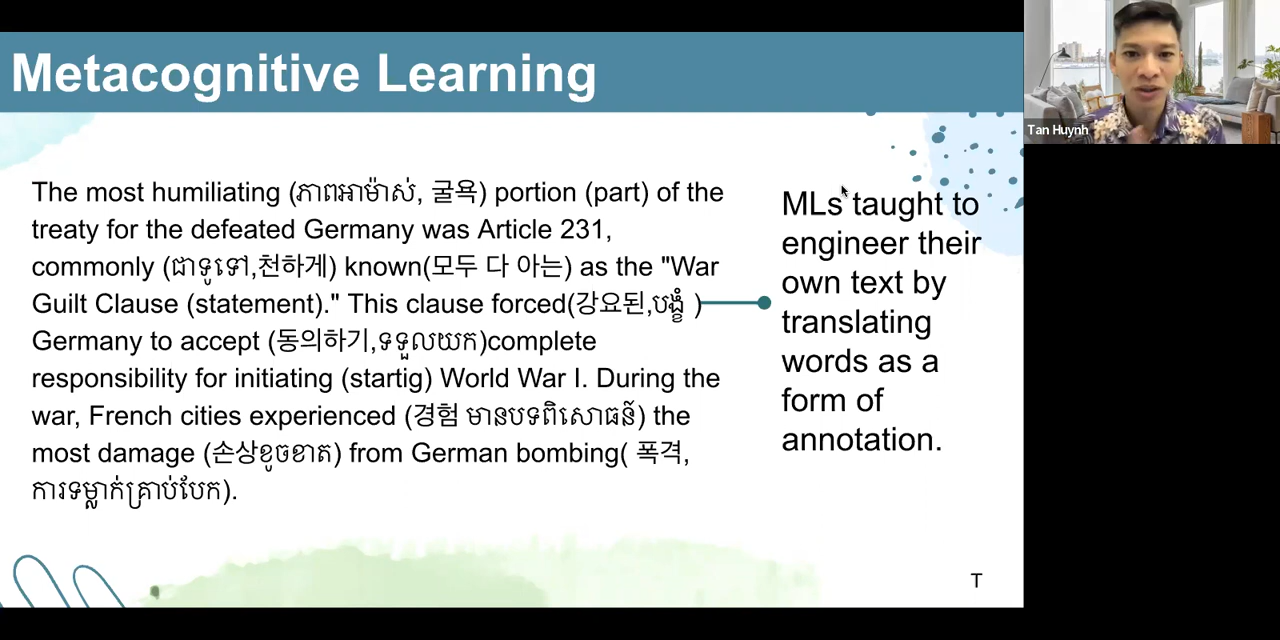 Metacognitive Learning
Tan Huynh
The most humiliating (ភាពអាម៉ាស់, 굴욕) portion (part) of the
treaty for the defeated Germany was Article 231,
commonly (ជាទូទៅ,천하게) known(모두 다 아는) as the "War
Guilt Clause (statement)." This clause forced(강요된,បង្ខំ )
Germany to accept (동의하기,ទទួលយក)complete
responsibility for initiating (startig) World War I. During the
war, French cities experienced (경험 មានបទពិសោធន៍) the
most damage (손상ខូចខាត) from German bombing( 폭격,
ការទម្លាក់គ្រាប់បែក).
MLs taught to
engineer their
own text by
translating
words as a
form of
annotation.
T